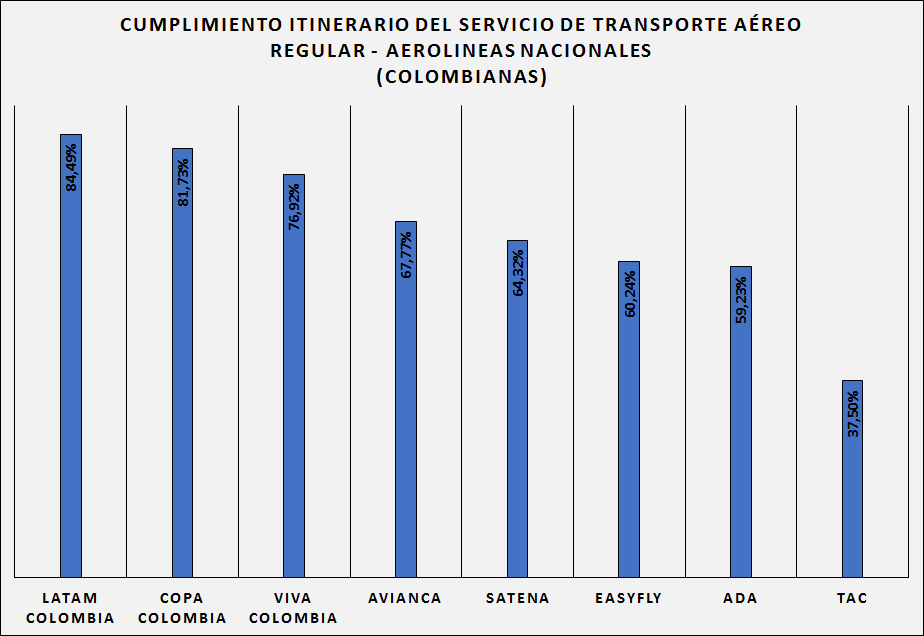 CUMPLIMIENTO ITINERARIO DEL SERVICIO DE TRANSPORTE AÉREO
REGULAR - AEROLINEAS NACIONALES
(COLOMBIANAS)
84,49%
81,73%
76,92%
67,77%
64,32%
60,24%
59,23%
37,50%
LATAM
COLOMBIA
COPA
COLOMBIA
VIVA
COLOMBIA
AVIANCA
SATENA
EASYFLY
ADA
TAC